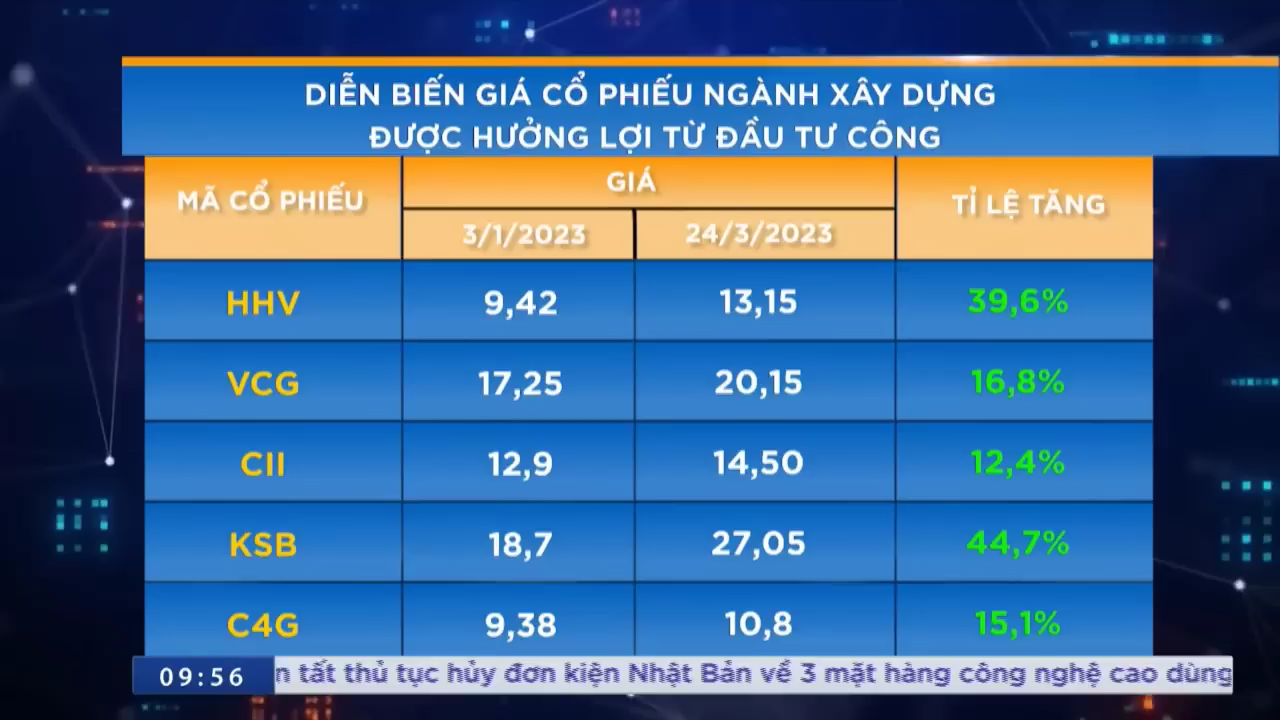 DIỄN BIẾN GIÁ CỔ PHIẾU NGÀNH XÂY DỰNG
ĐƯỢC HƯỞNG LỢI TỪ ĐẦU TƯ CÔNG
MÃ CỔ PHIẾU GIÁ TỈ LỆ TĂNG
3/1/2023 24/3/2023
HHV 9,42 13,15 39,6%
VCG 17,25 20,15 16,8%
CII 12,9 14,50 12,4%
KSB 18,7 27,05 44,7%
C4G 9,38 10,8 15,1%
09:56 n tất thủ tục hủy đơn kiện Nhật Bản về 3 mặt hàng công nghệ cao dùng